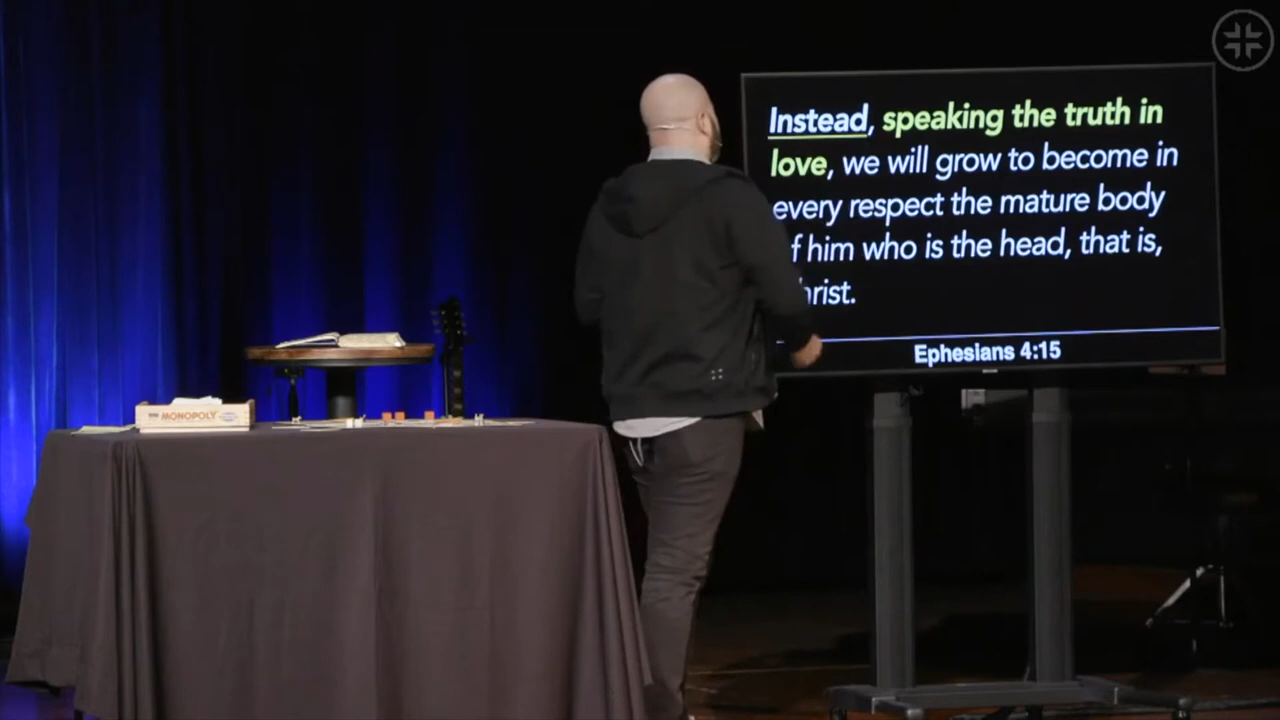 Instead, speaking the truth in
love, we will grow to become in
every respect the mature body
f him who is the head, that is,
hrist.
Ephesians 4:15
MONOPOLY